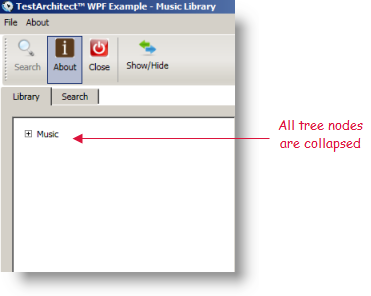 TestArchitect™ WPF Example - Music Library
File About
Search About Close Show/Hide
Library Search
Music
All tree nodes
are collapsed